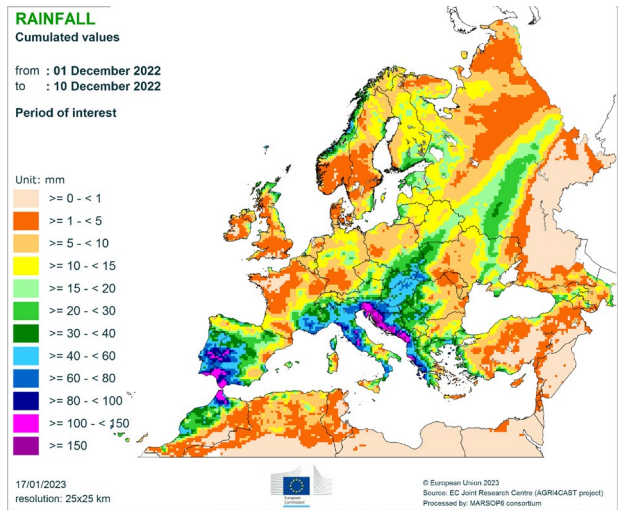 RAINFALL
Cumulated values
from : 01 December 2022
to : 10 December 2022
Period of interest
Unit: mm
>= 0 - < 1
>= 1 - < 5
>= 5 - < 10
>= 10 - < 15
>= 15 - < 20
>= 20 - < 30
>= 30 - < 40
>= 40 - < 60
>= 60 - < 80
>= 80 - < 100
>= 100 - < 150
>= 150
17/01/2023
resolution: 25x25 km
European
Commission
© European Union 2023
Source: EC Joint Research Centre (AGRI4CAST project)
Processed by: MARSOP6 consortium